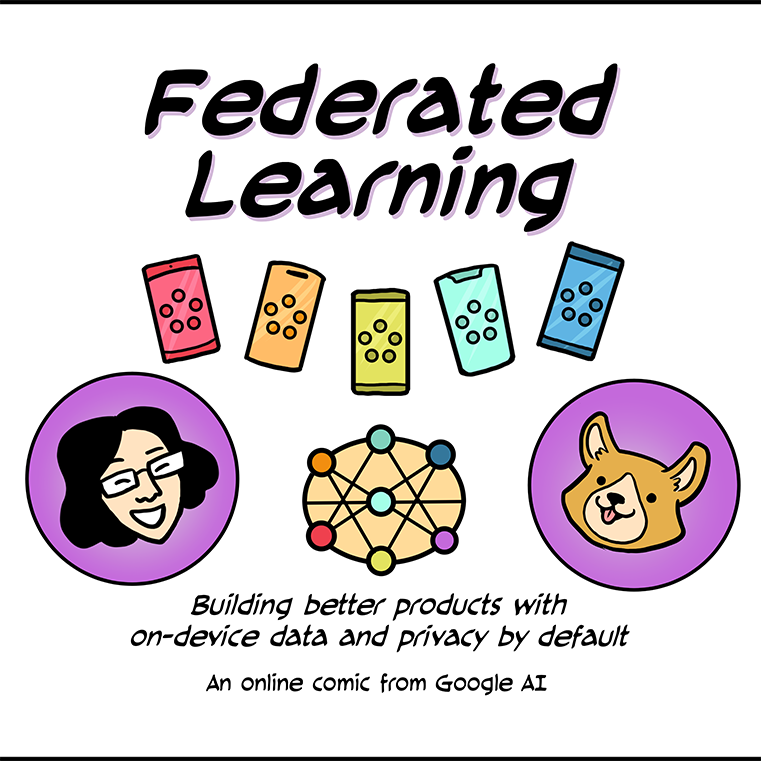 Federated
Learning
Building better products with
on-device data and privacy by default
An online comic from Google AI